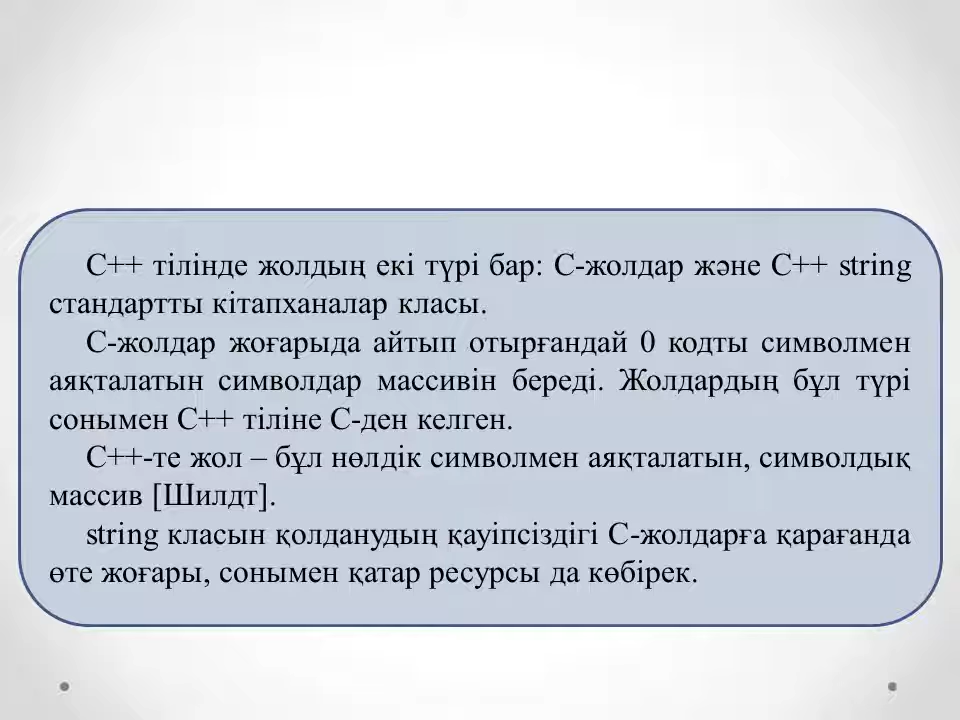 C++ тілінде жолдың екі түрі бар: C-жолдар және C++ string
стандартты кітапханалар класы.
C-жолдар жоғарыда айтып отырғандай 0 кодты символмен
аяқталатын символдар массивін береді. Жолдардың бұл түрі
сонымен C++ тіліне C-ден келген.
C++-те жол – бұл нөлдік символмен аяқталатын, символдық
массив [Шилдт].
string класын қолданудың қауіпсіздігі C-жолдарға қарағанда
өте жоғары, сонымен қатар ресурсы да көбірек.